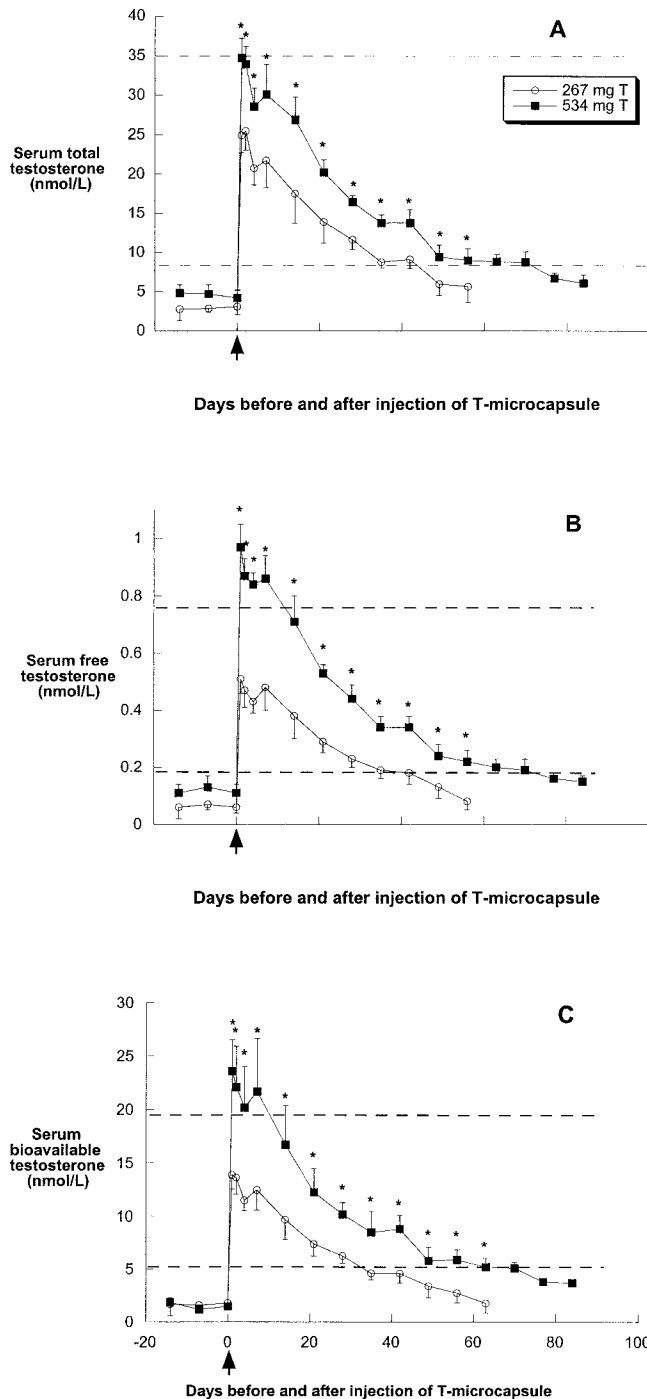 A
40
35
30
25
20
15
10
5
0
Serum total
testosterone
(nmol/L)
267 mg T
534 mg T
* * * * * * * * * * *
Days before and after injection of T-microcapsule
B
1
0.8
0.6
0.4
0.2
0
Serum free
testosterone
(nmol/L)
* * * * * * * * * * *
Days before and after injection of T-microcapsule
C
30
25
20
15
10
5
0
Serum
bioavailable
testosterone
(nmol/L)
* * * * * * * * * * * *
-20 0 20 40 60 80 100
Days before and after injection of T-microcapsule